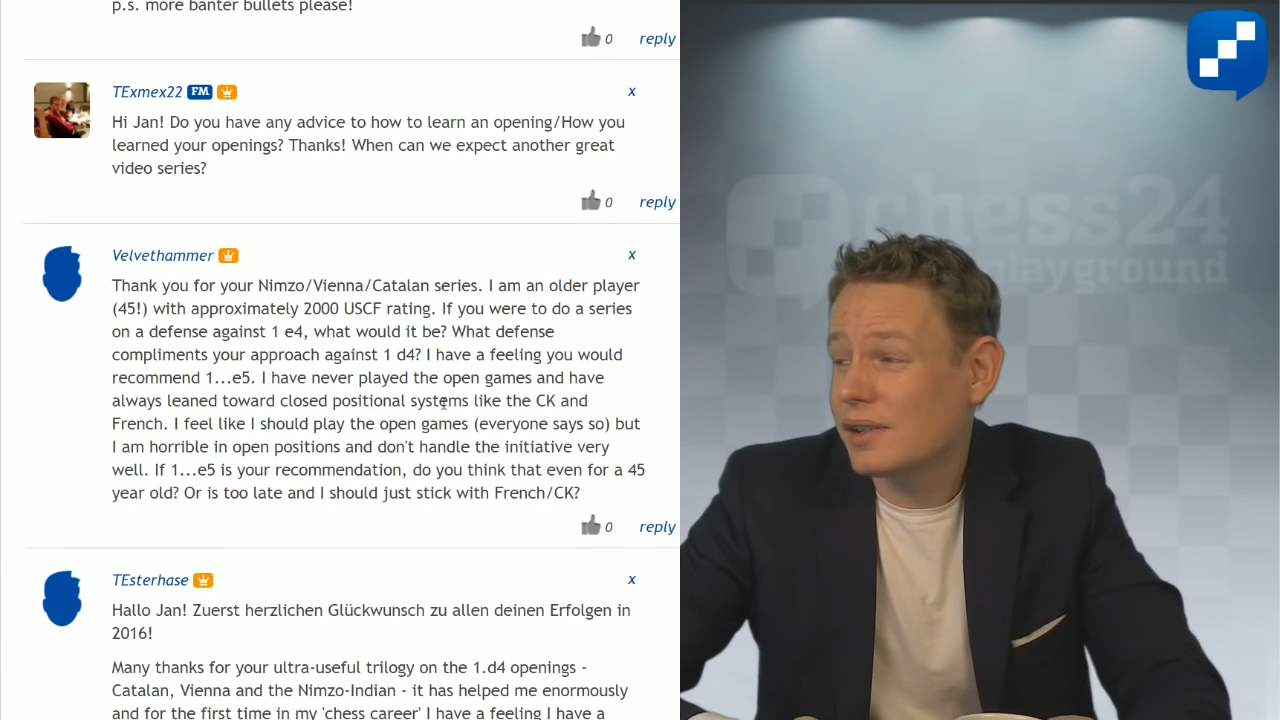 p.s. more banter bullets please!
0 reply
TExmex22 FM x
Hi Jan! Do you have any advice to how to learn an opening/How you
learned your openings? Thanks! When can we expect another great
video series?
0 reply
Velvethammer x
Thank you for your Nimzo/Vienna/Catalan series. I am an older player
(45!) with approximately 2000 USCF rating. If you were to do a series
on a defense against 1 e4, what would it be? What defense
compliments your approach against 1 d4? I have a feeling you would
recommend 1...e5. I have never played the open games and have
always leaned toward closed positional systems like the CK and
French. I feel like I should play the open games (everyone says so) but
I am horrible in open positions and don't handle the initiative very
well. If 1...e5 is your recommendation, do you think that even for a 45
year old? Or is too late and I should just stick with French/CK?
0 reply
TEsterhase x
Hallo Jan! Zuerst herzlichen Glückwunsch zu allen deinen Erfolgen in
2016!
Many thanks for your ultra-useful trilogy on the 1.d4 openings -
Catalan, Vienna and the Nimzo-Indian - it has helped me enormously
and for the first time in my 'chess career' I have a feeling I have a
chess24
playground